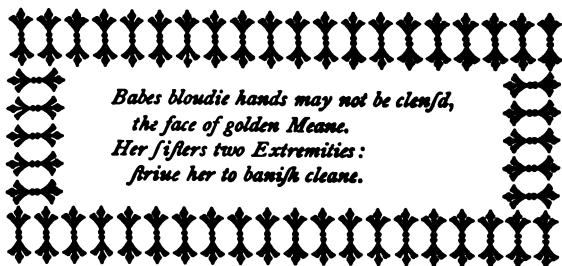 Babes bloudie hands may not be clenſd,
the face of golden Meane.
Her ſiſters two Extremities:
ſtriue her to baniſh cleane.